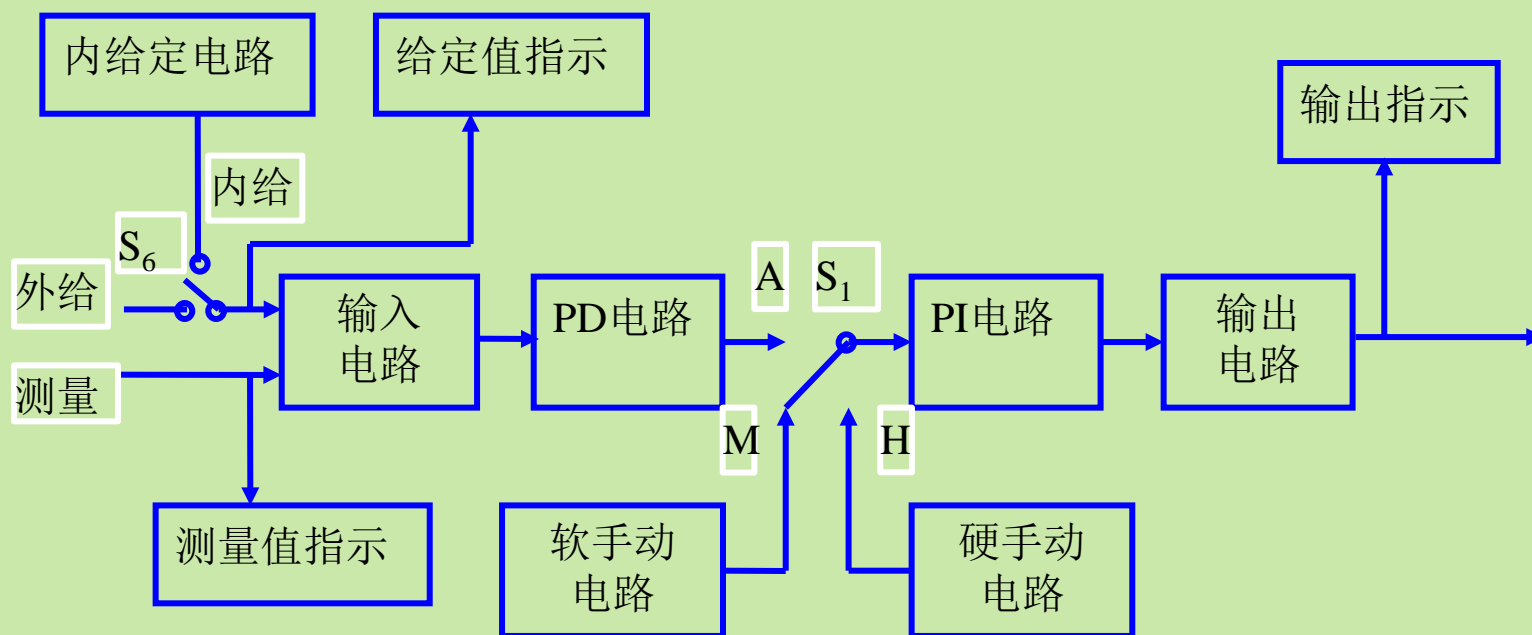 内给定电路
给定值指示
输出指示
内给
S₆
外给
A
S₁
输入
电路
PD电路
PI电路
输出
电路
测量
M
H
测量值指示
软手动
电路
硬手动
电路